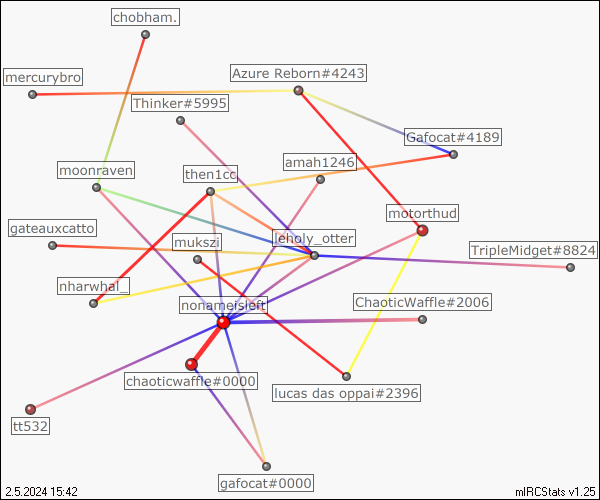 chobham.
Azure Reborn#4243
mercurybro
Thinker#5995
Gafocat#4189
amah1246
moonraven
then1cc
motorthud
gateauxcatto
mukszi
leholy_otter
TripleMidget#8824
nharwhal_
nonameisleft
ChaoticWaffle#2006
chaoticwaffle#0000
lucas das oppai#2396
tt532
gafocat#0000
2.5.2024 15:42
mIRCStats v1.25